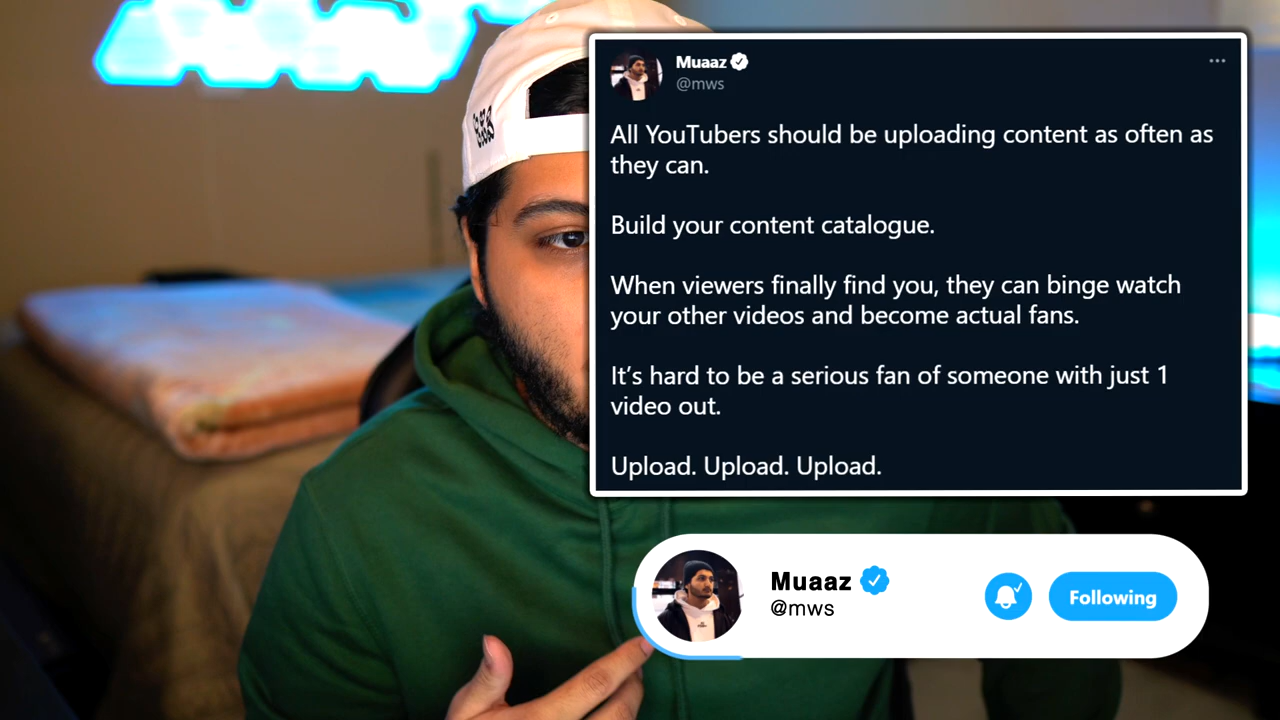 Muaaz
@mws
All YouTubers should be uploading content as often as
they can.
Build your content catalogue.
When viewers finally find you, they can binge watch
your other videos and become actual fans.
It’s hard to be a serious fan of someone with just 1
video out.
Upload. Upload. Upload.
Muaaz
@mws
Following